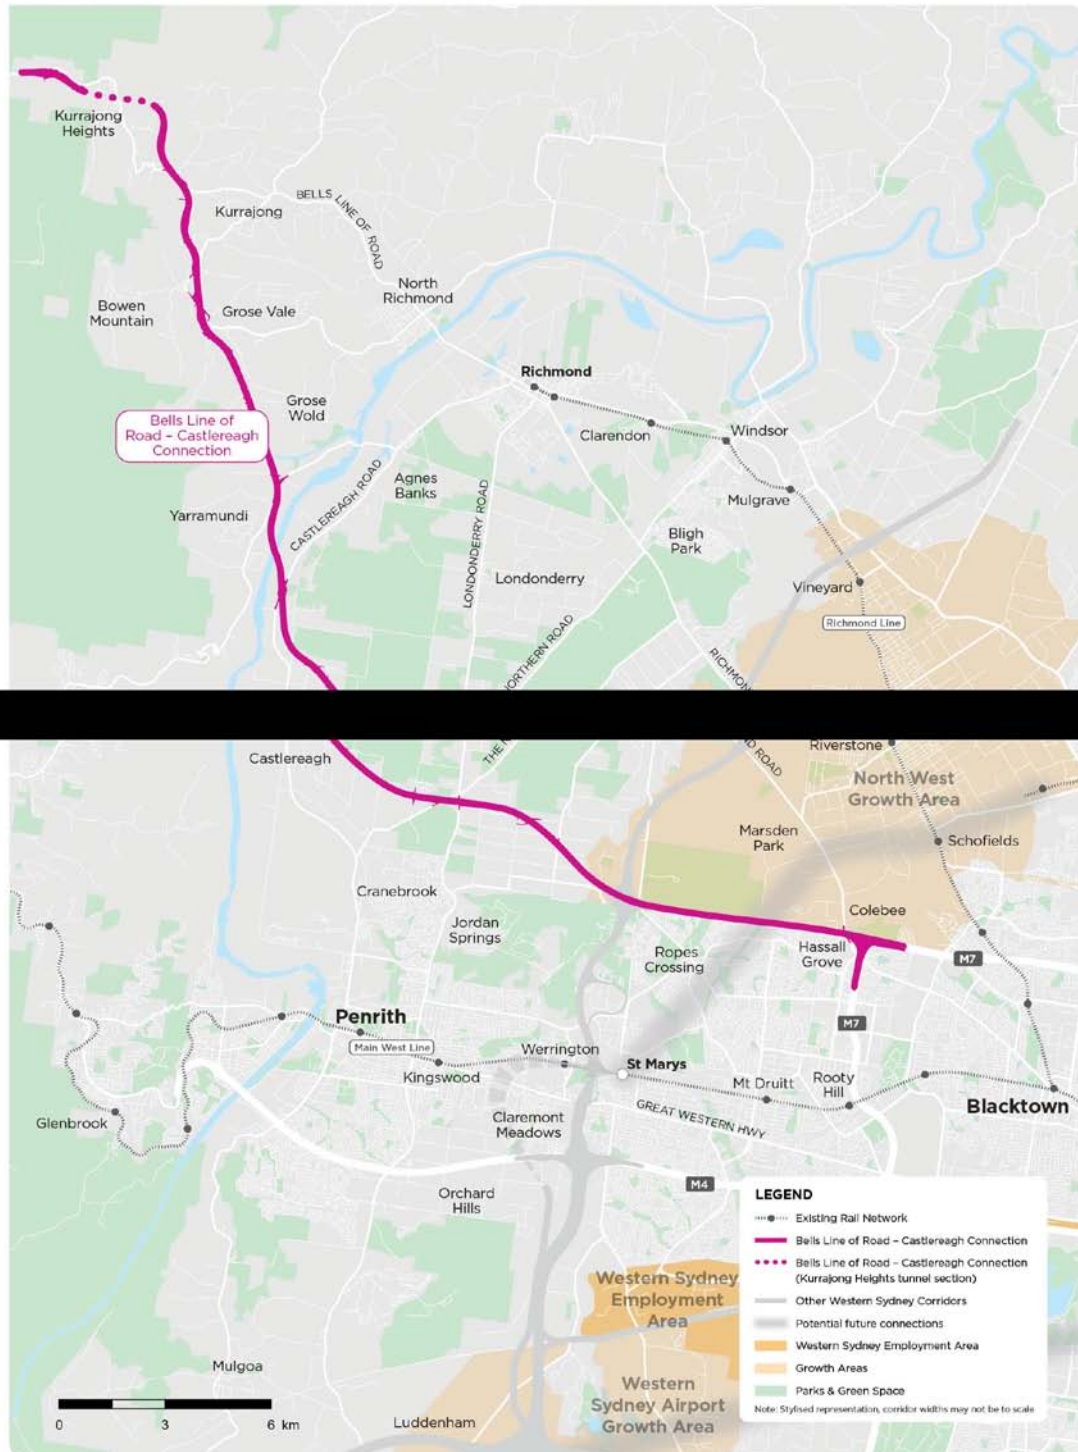 Kurrajong
Heights
BELLS LINE OF ROAD
Kurrajong
North
Richmond
Bowen
Mountain
Grose Vale
Richmond
Grose
Wold
Bells Line of
Road – Castlereagh
Connection
Clarendon
Windsor
CASTLEREAGH ROAD
Agnes
Banks
LONDONDERRY ROAD
Mulgrave
Yarramundi
Bligh
Park
Londonderry
Vineyard
Richmond Line
NORTHERN ROAD
RICHMON
Castlereagh
THE N
D ROAD
Riverstone
North West
Growth Area
Marsden
Park
Schofields
Cranebrook
Jordan
Springs
Colebee
Ropes
Crossing
Hassall
Grove
M7
Penrith
M7
Main West Line
Werrington
St Marys
Kingswood
Mt Druitt
Rooty
Hill
Glenbrook
Claremont
Meadows
GREAT WESTERN HWY
Blacktown
M4
Orchard
Hills
LEGEND
Existing Rail Network
Bells Line of Road – Castlereagh Connection
Bells Line of Road – Castlereagh Connection
(Kurrajong Heights tunnel section)
Other Western Sydney Corridors
Potential future connections
Western Sydney Employment Area
Growth Areas
Parks & Green Space
Note: Stylised representation, corridor widths may not be to scale
Western Sydney
Employment
Area
Mulgoa
Western
Sydney Airport
Growth Area
Luddenham
0 3 6 km